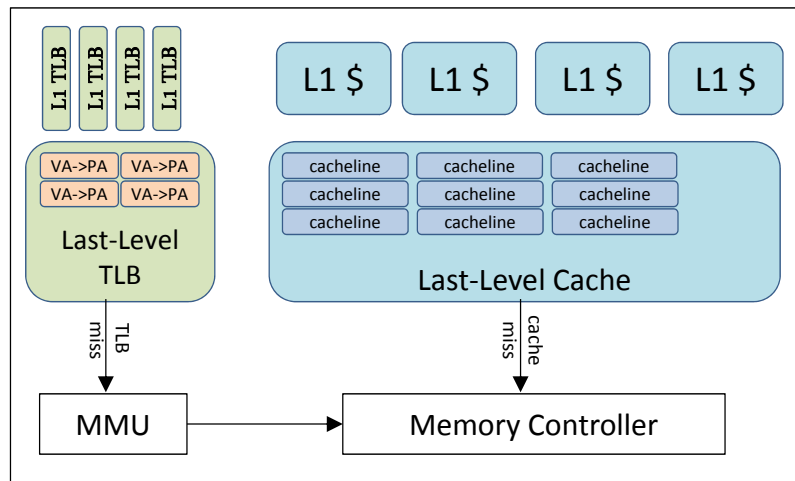 L1 TLB
L1 TLB
L1 TLB
L1 TLB
L1 $
L1 $
L1 $
L1 $
VA->PA
VA->PA
VA->PA
VA->PA
Last-Level
TLB
cacheline
cacheline
cacheline
cacheline
cacheline
cacheline
cacheline
cacheline
cacheline
Last-Level Cache
TLB
miss
cache
miss
MMU
Memory Controller